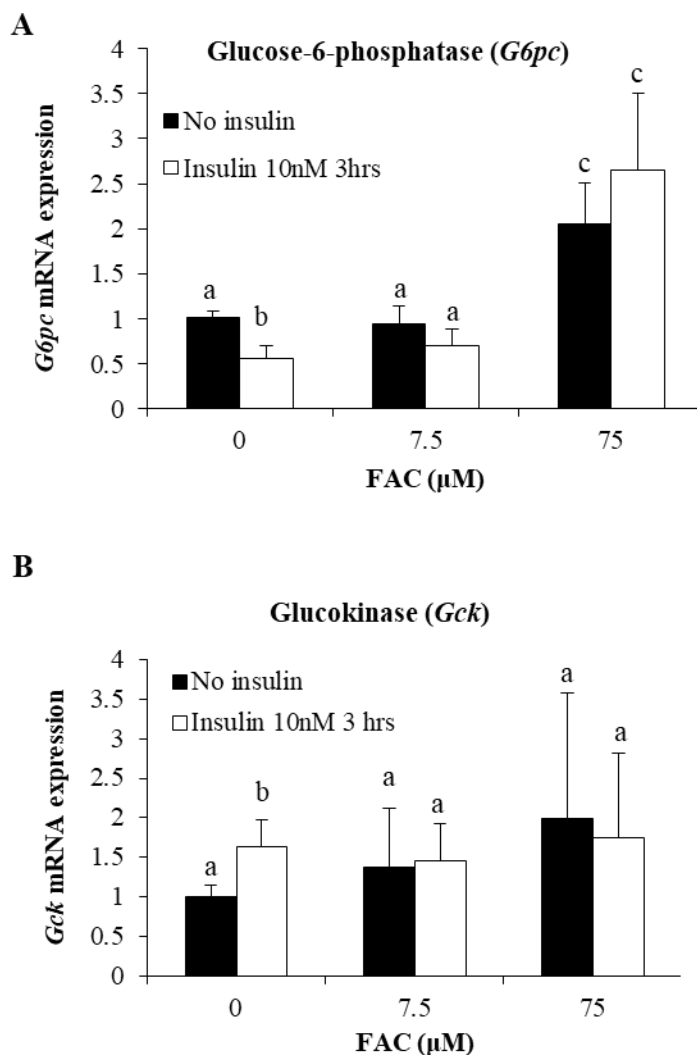 A
Glucose-6-phosphatase (G6pc)
No insulin
Insulin 10nM 3hrs
G6pc mRNA expression
4
3.5
3
2.5
2
1.5
1
0.5
0
a
b
a
a
c
c
0
7.5
75
FAC (µM)
B
Glucokinase (Gck)
No insulin
Insulin 10nM 3 hrs
Gck mRNA expression
4
3.5
3
2.5
2
1.5
1
0.5
0
a
b
a
a
a
a
0
7.5
75
FAC (µM)